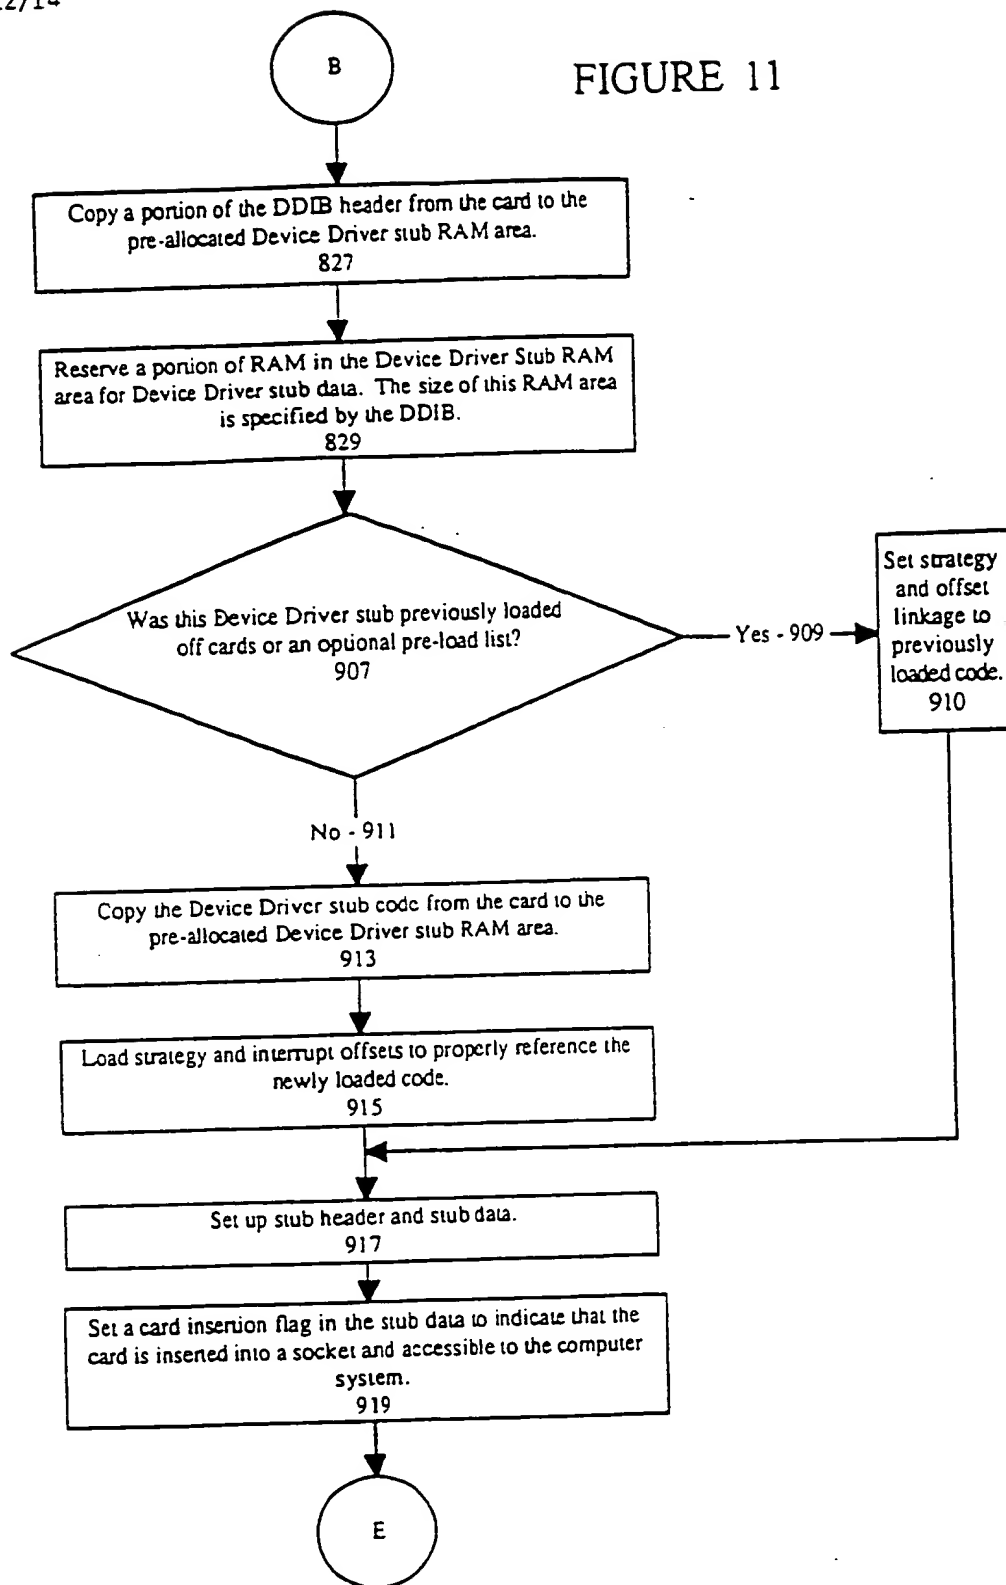 12/14
B
FIGURE 11
Copy a portion of the DDIB header from the card to the
pre-allocated Device Driver stub RAM area.
827
Reserve a portion of RAM in the Device Driver Stub RAM
area for Device Driver stub data. The size of this RAM area
is specified by the DDIB.
829
Was this Device Driver stub previously loaded
off cards or an optional pre-load list?
907
Yes - 909
Set strategy
and offset
linkage to
previously
loaded code.
910
No - 911
Copy the Device Driver stub code from the card to the
pre-allocated Device Driver stub RAM area.
913
Load strategy and interrupt offsets to properly reference the
newly loaded code.
915
Set up stub header and stub data.
917
Set a card insertion flag in the stub data to indicate that the
card is inserted into a socket and accessible to the computer
system.
919
E